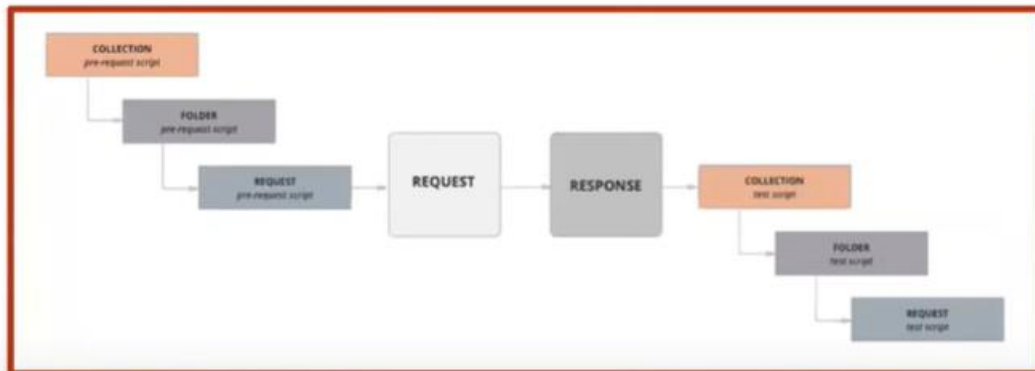 COLLECTION
pre-request script
FOLDER
pre-request script
REQUEST
pre-request script
REQUEST
RESPONSE
COLLECTION
test script
FOLDER
test script
REQUEST
test script